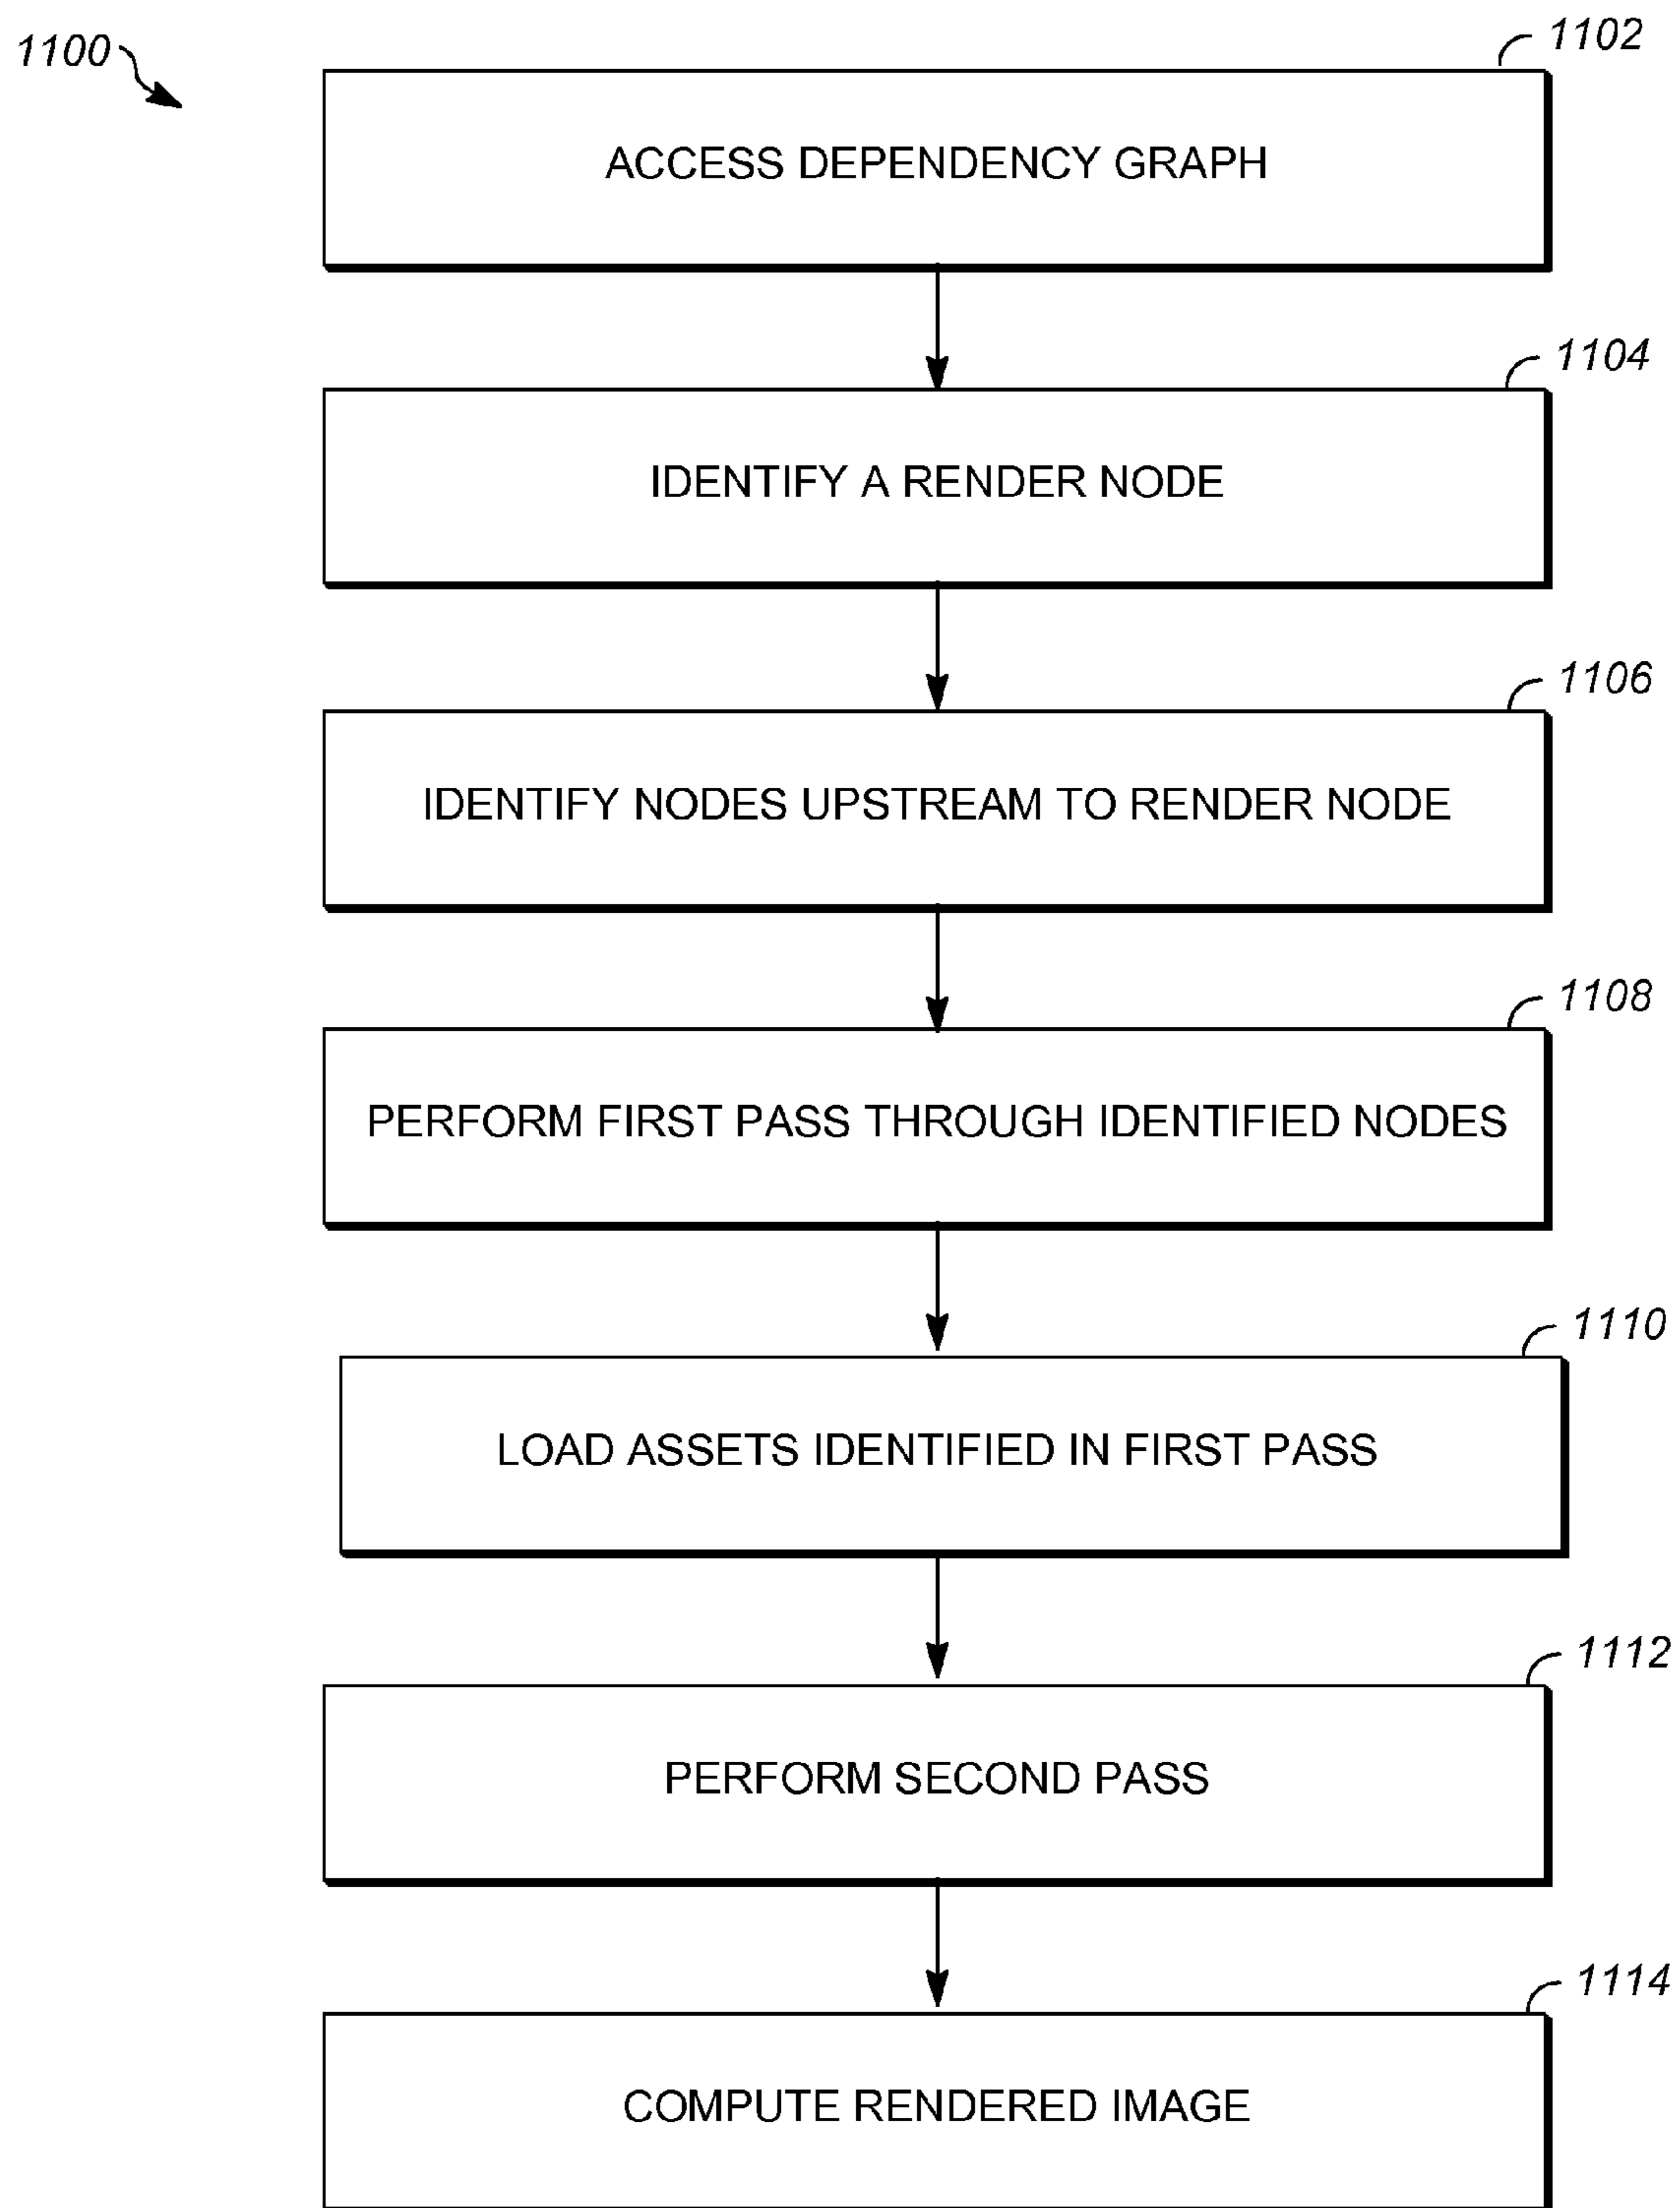 1100
1102
ACCESS DEPENDENCY GRAPH
1104
IDENTIFY A RENDER NODE
1106
IDENTIFY NODES UPSTREAM TO RENDER NODE
1108
PERFORM FIRST PASS THROUGH IDENTIFIED NODES
1110
LOAD ASSETS IDENTIFIED IN FIRST PASS
1112
PERFORM SECOND PASS
1114
COMPUTE RENDERED IMAGE